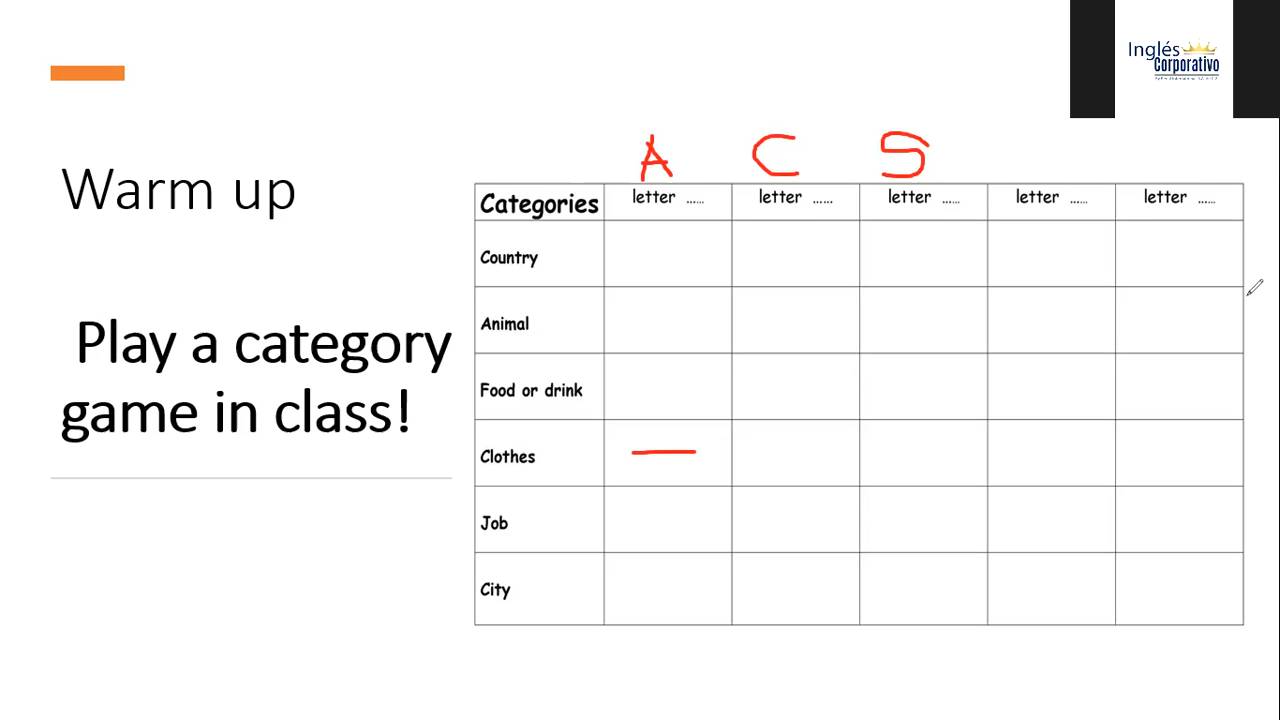 Inglés
Corporativo
Warm up
Play a category
game in class!
A C S
Categories letter ...... letter ...... letter ...... letter ...... letter ......
Country
Animal
Food or drink
Clothes
Job
City